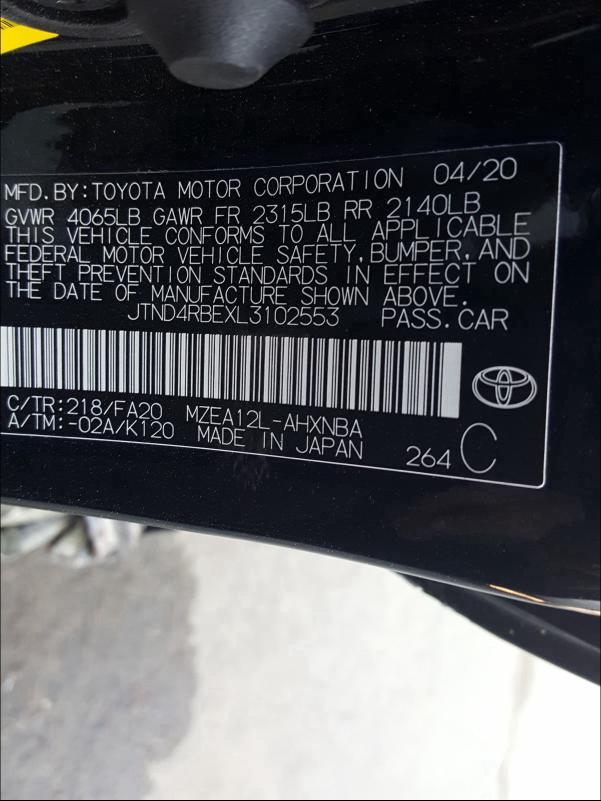 MFD.BY:TOYOTA MOTOR CORPORATION 04/20
GVWR 4065LB GAWR FR 2315LB RR 2140LB
THIS VEHICLE CONFORMS TO ALL APPLICABLE
FEDERAL MOTOR VEHICLE SAFETY,BUMPER,AND
THEFT PREVENTION STANDARDS IN EFFECT ON
THE DATE OF MANUFACTURE SHOWN ABOVE.
JTND4RBEXL3102553 PASS.CAR
C/TR:218/FA20 MZEA12L-AHXNBA
A/TM:-02A/K120 MADE IN JAPAN 264 C